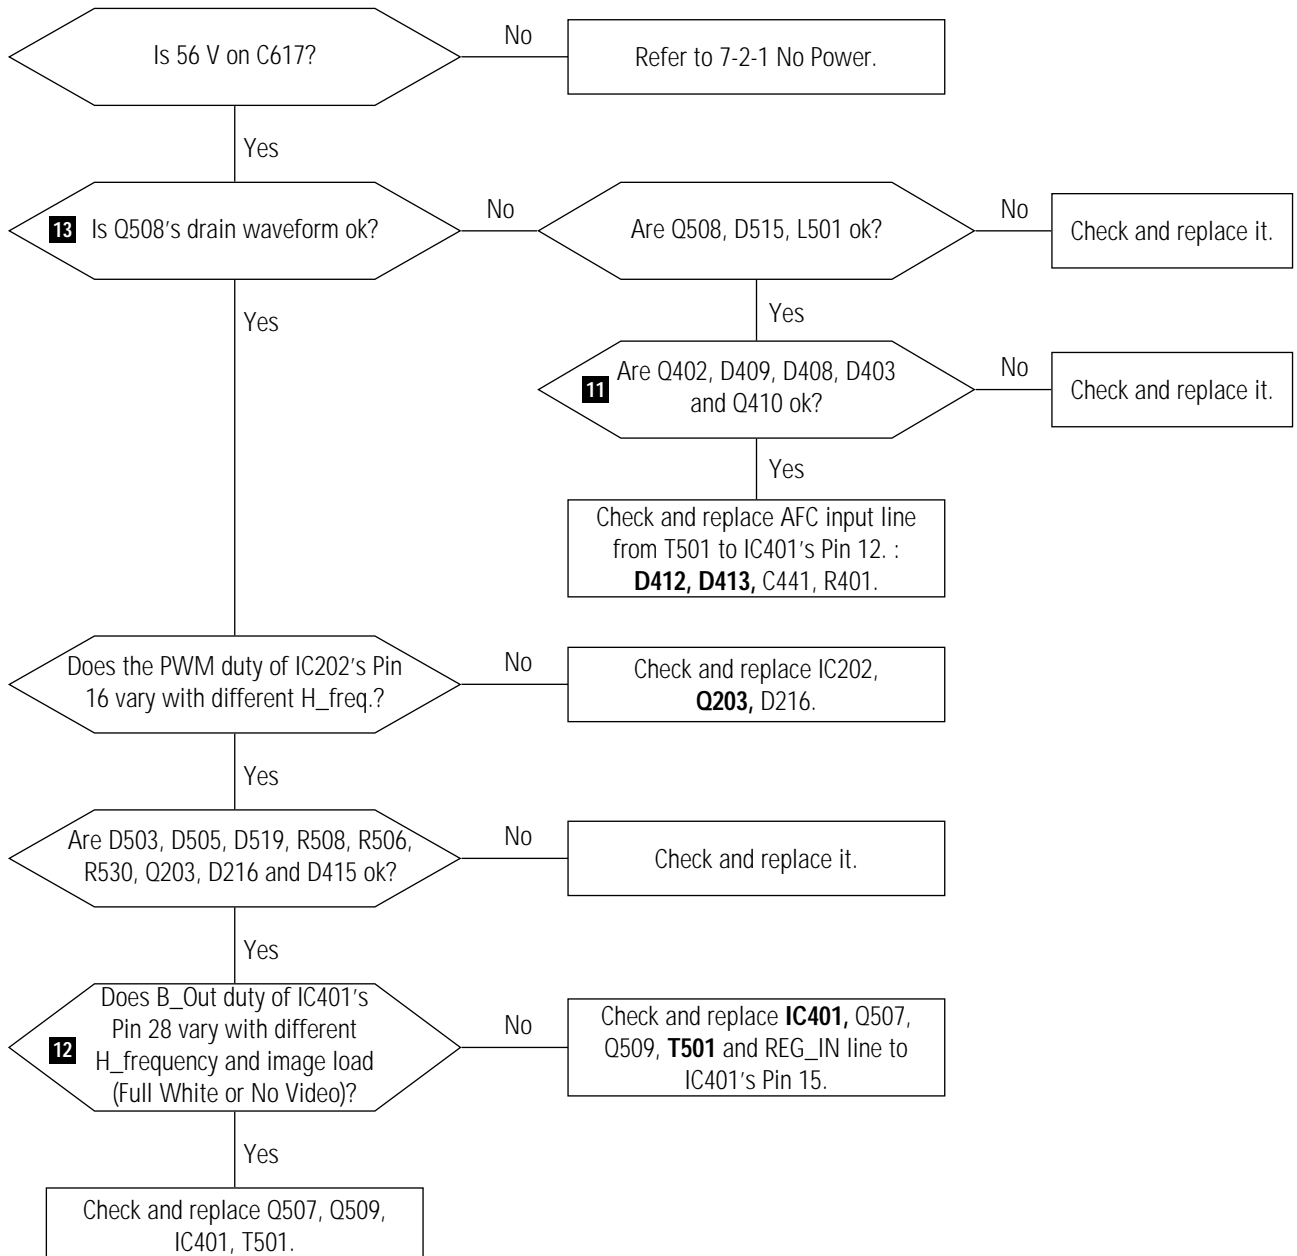 Is 56 V on C617?
No
Refer to 7-2-1 No Power.
Yes
13 Is Q508's drain waveform ok?
No
Are Q508, D515, L501 ok?
No
Check and replace it.
Yes
Yes
11 Are Q402, D409, D408, D403
and Q410 ok?
No
Check and replace it.
Yes
Check and replace AFC input line
from T501 to IC401's Pin 12. :
D412, D413, C441, R401.
Does the PWM duty of IC202's Pin
16 vary with different H_freq.?
No
Check and replace IC202,
Q203, D216.
Yes
Are D503, D505, D519, R508, R506,
R530, Q203, D216 and D415 ok?
No
Check and replace it.
Yes
12
Does B_Out duty of IC401's
Pin 28 vary with different
H_frequency and image load
(Full White or No Video)?
No
Check and replace IC401, Q507,
Q509, T501 and REG_IN line to
IC401's Pin 15.
Yes
Check and replace Q507, Q509,
IC401, T501.